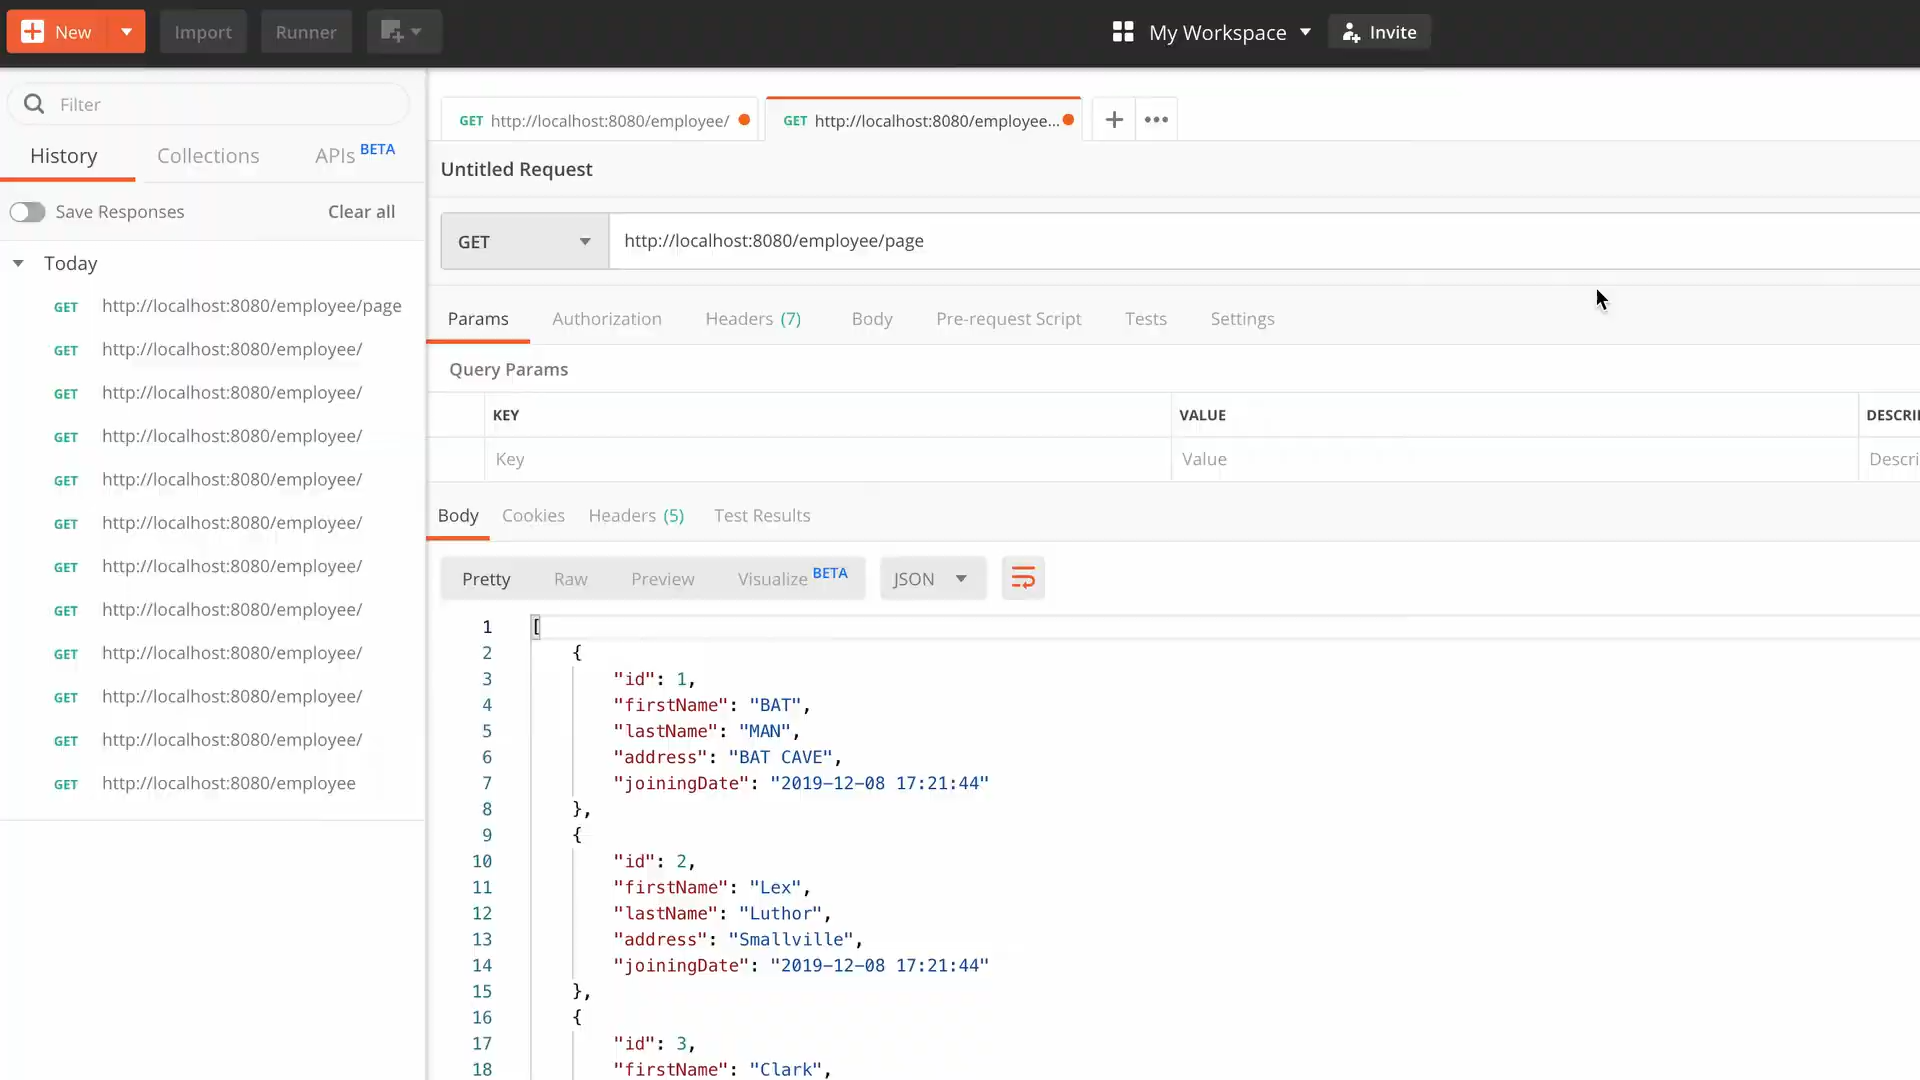 New
Import
Runner
My Workspace
Invite
Filter
History
Collections
APIs BETA
Save Responses
Clear all
Today
GET http://localhost:8080/employee/page
GET http://localhost:8080/employee/
GET http://localhost:8080/employee/
GET http://localhost:8080/employee/
GET http://localhost:8080/employee/
GET http://localhost:8080/employee/
GET http://localhost:8080/employee/
GET http://localhost:8080/employee/
GET http://localhost:8080/employee/
GET http://localhost:8080/employee/
GET http://localhost:8080/employee/
GET http://localhost:8080/employee
GET http://localhost:8080/employee/
GET http://localhost:8080/employee...
Untitled Request
GET
http://localhost:8080/employee/page
Params Authorization Headers (7) Body Pre-request Script Tests Settings
Query Params
KEY VALUE DESCRI
Key Value Descri
Body Cookies Headers (5) Test Results
Pretty Raw Preview Visualize BETA JSON
1 [
2 {
3 "id": 1,
4 "firstName": "BAT",
5 "lastName": "MAN",
6 "address": "BAT CAVE",
7 "joiningDate": "2019-12-08 17:21:44"
8 },
9 {
10 "id": 2,
11 "firstName": "Lex",
12 "lastName": "Luthor",
13 "address": "Smallville",
14 "joiningDate": "2019-12-08 17:21:44"
15 },
16 {
17 "id": 3,
18 "firstName": "Clark",